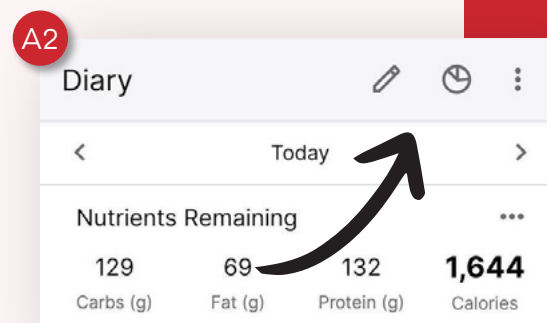 A2
Diary
Today
Nutrients Remaining
129 69 132 1,644
Carbs (g) Fat (g) Protein (g) Calories